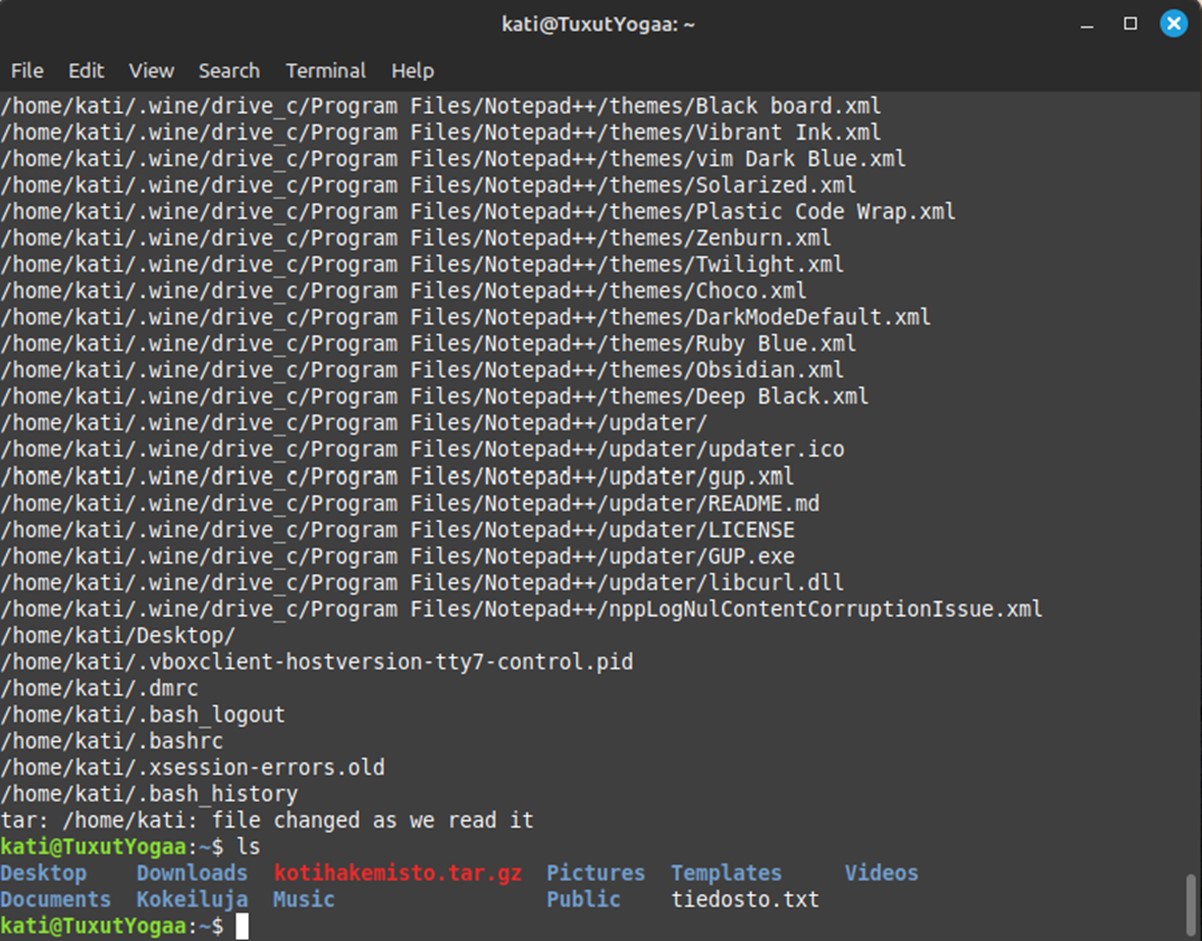 kati@TuxutYogaa: ~
File Edit View Search Terminal Help
/home/kati/.wine/drive_c/Program Files/Notepad++/themes/Black board.xml
/home/kati/.wine/drive_c/Program Files/Notepad++/themes/Vibrant Ink.xml
/home/kati/.wine/drive_c/Program Files/Notepad++/themes/vim Dark Blue.xml
/home/kati/.wine/drive_c/Program Files/Notepad++/themes/Solarized.xml
/home/kati/.wine/drive_c/Program Files/Notepad++/themes/Plastic Code Wrap.xml
/home/kati/.wine/drive_c/Program Files/Notepad++/themes/Zenburn.xml
/home/kati/.wine/drive_c/Program Files/Notepad++/themes/Twilight.xml
/home/kati/.wine/drive_c/Program Files/Notepad++/themes/Choco.xml
/home/kati/.wine/drive_c/Program Files/Notepad++/themes/DarkModeDefault.xml
/home/kati/.wine/drive_c/Program Files/Notepad++/themes/Ruby Blue.xml
/home/kati/.wine/drive_c/Program Files/Notepad++/themes/Obsidian.xml
/home/kati/.wine/drive_c/Program Files/Notepad++/themes/Deep Black.xml
/home/kati/.wine/drive_c/Program Files/Notepad++/updater/
/home/kati/.wine/drive_c/Program Files/Notepad++/updater/updater.ico
/home/kati/.wine/drive_c/Program Files/Notepad++/updater/gup.xml
/home/kati/.wine/drive_c/Program Files/Notepad++/updater/README.md
/home/kati/.wine/drive_c/Program Files/Notepad++/updater/LICENSE
/home/kati/.wine/drive_c/Program Files/Notepad++/updater/GUP.exe
/home/kati/.wine/drive_c/Program Files/Notepad++/updater/libcurl.dll
/home/kati/.wine/drive_c/Program Files/Notepad++/nppLogNulContentCorruptionIssue.xml
/home/kati/Desktop/
/home/kati/.vboxclient-hostversion-tty7-control.pid
/home/kati/.dmrc
/home/kati/.bash_logout
/home/kati/.bashrc
/home/kati/.xsession-errors.old
/home/kati/.bash_history
tar: /home/kati: file changed as we read it
kati@TuxutYogaa:~$ ls
Desktop Downloads kotihakemisto.tar.gz Pictures Templates Videos
Documents Kokeiluja Music Public tiedosto.txt
kati@TuxutYogaa:~$